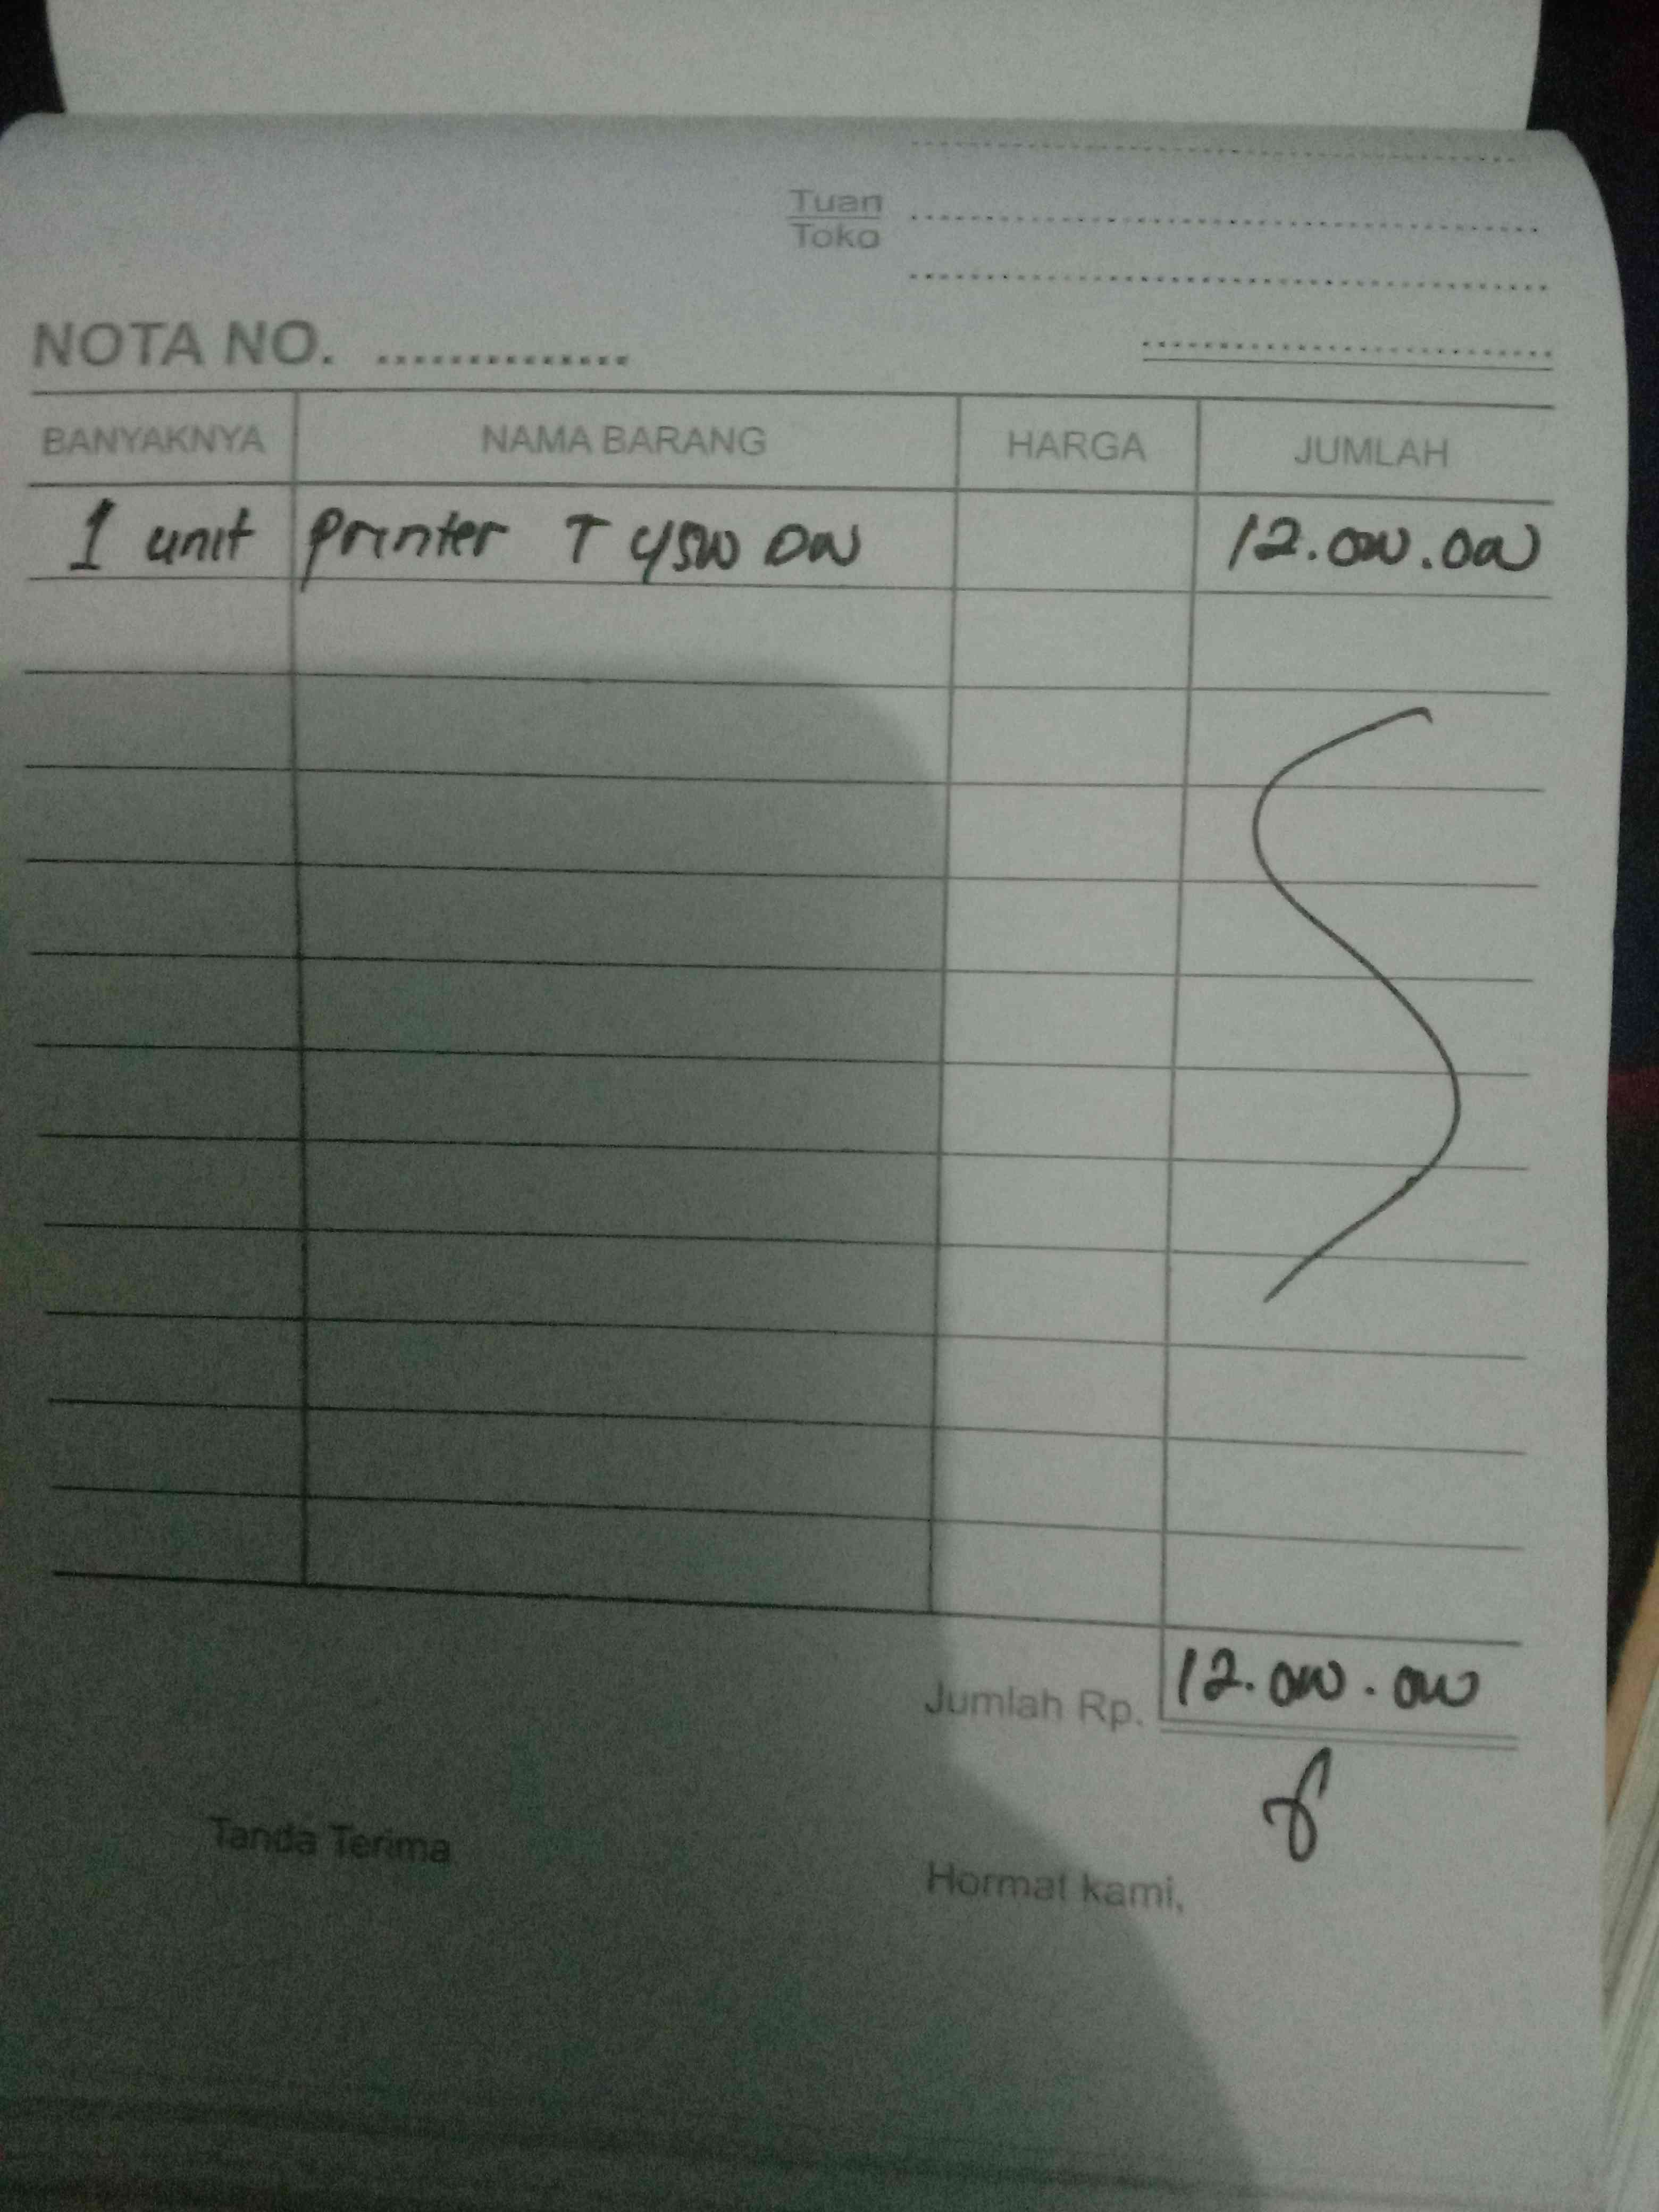 Tuan
Toko
NOTA NO. ..............
BANYAKNYA NAMA BARANG HARGA JUMLAH
1 unit Printer T 4500 DW 12.000.000
Jumlah Rp. 12.000.000
Tanda Terima
Hormat kami,